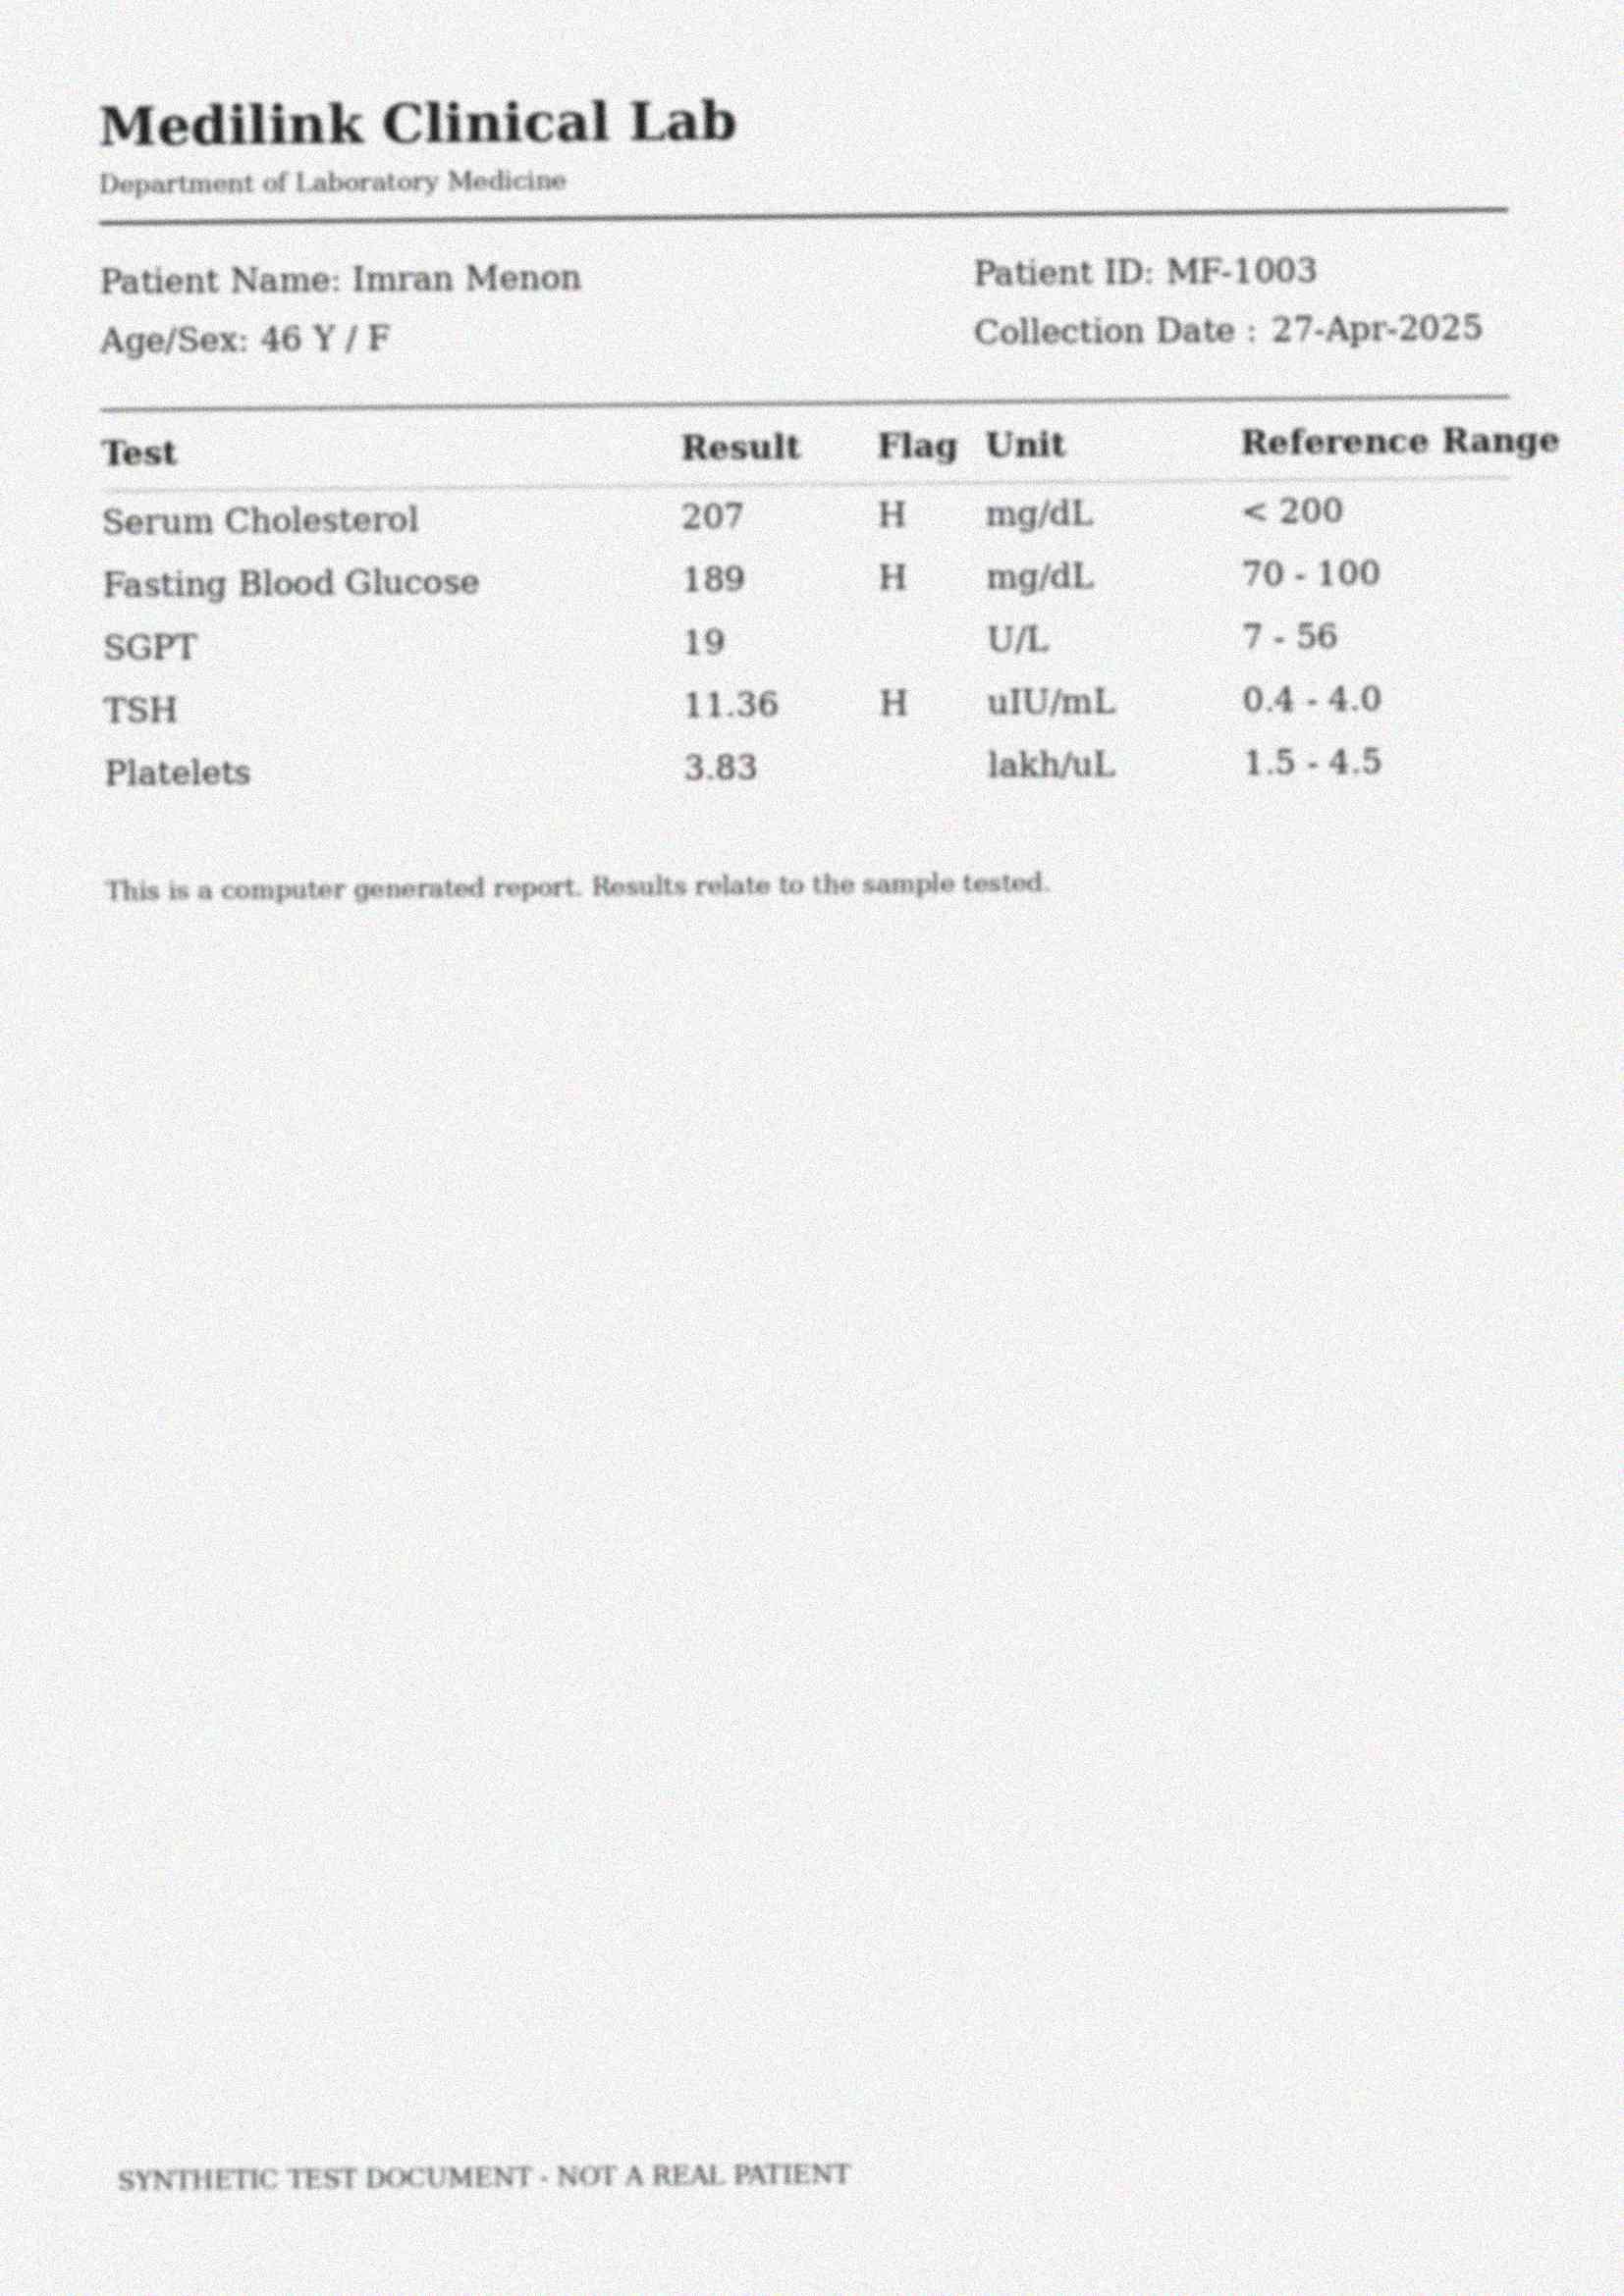 Medilink Clinical Lab
Department of Laboratory Medicine
Patient Name: Imran Menon Patient ID: MF-1003
Age/Sex: 46 Y / F Collection Date : 27-Apr-2025
Test Result Flag Unit Reference Range
Serum Cholesterol 207 H mg/dL < 200
Fasting Blood Glucose 189 H mg/dL 70 - 100
SGPT 19 U/L 7 - 56
TSH 11.36 H uIU/mL 0.4 - 4.0
Platelets 3.83 lakh/uL 1.5 - 4.5
This is a computer generated report. Results relate to the sample tested.
SYNTHETIC TEST DOCUMENT - NOT A REAL PATIENT